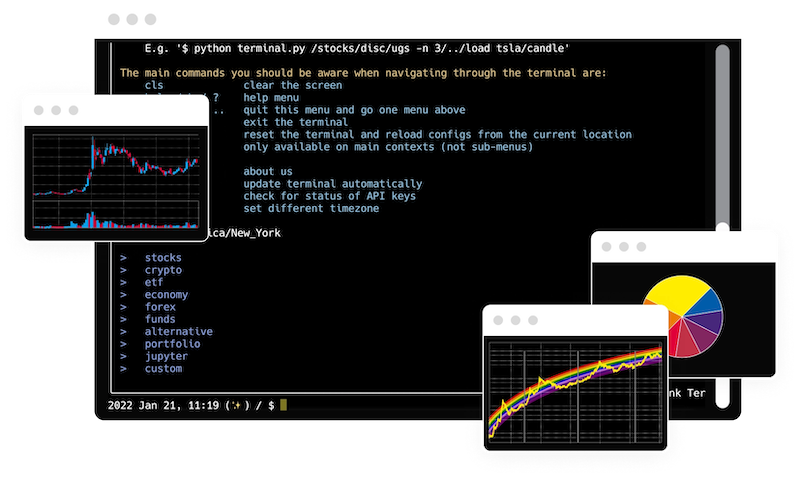 E.g. '$ python terminal.py /stocks/disc/ugs -n 3/../load tsla/candle'
The main commands you should be aware when navigating through the terminal are:
cls clear the screen
? help menu
.. quit this menu and go one menu above
exit the terminal
reset the terminal and reload configs from the current location
only available on main contexts (not sub-menus)
about us
update terminal automatically
check for status of API keys
set different timezone
ica/New_York
> stocks
> crypto
> etf
> economy
> forex
> funds
> alternative
> portfolio
> jupyter
> custom
nk Ter
2022 Jan 21, 11:19 (✨) / $